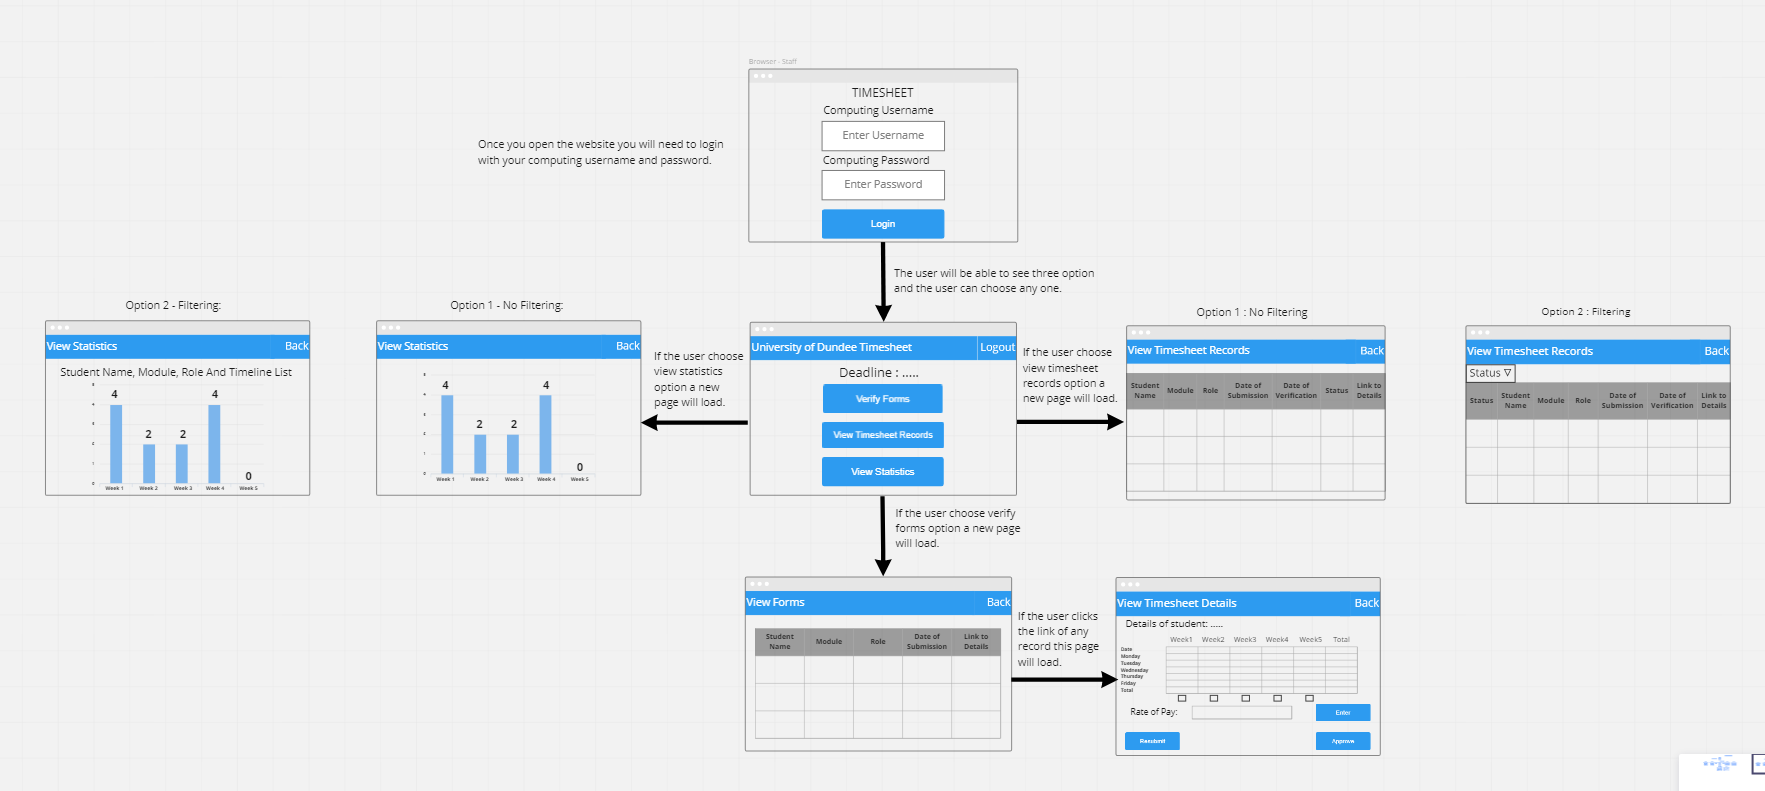 Browser - Staff
TIMESHEET
Computing Username
Enter Username
Computing Password
Enter Password
Login
Once you open the website you will need to login
with your computing username and password.
The user will be able to see three option
and the user can choose any one.
Option 2 - Filtering:
View Statistics Back
Student Name, Module, Role And Timeline List
5
4
3
2
1
0
4 2 2 4 0
Week 1 Week 2 Week 3 Week 4 Week 5
Option 1 - No Filtering:
View Statistics Back
5
4
3
2
1
0
4 2 2 4 0
Week 1 Week 2 Week 3 Week 4 Week 5
If the user choose
view statistics
option a new
page will load.
University of Dundee Timesheet Logout
Deadline : .....
Verify Forms
View Timesheet Records
View Statistics
If the user choose
view timesheet
records option a
new page will load.
Option 1 : No Filtering
View Timesheet Records Back
Student Name Module Role Date of Submission Date of Verification Status Link to Details
Option 2 : Filtering
View Timesheet Records Back
Status ▽
Status Student Name Module Role Date of Submission Date of Verification Link to Details
If the user choose verify
forms option a new page
will load.
View Forms Back
Student Name Module Role Date of Submission Link to Details
If the user clicks
the link of any
record this page
will load.
View Timesheet Details Back
Details of student: .....
Week1 Week2 Week3 Week4 Week5 Total
Date
Monday
Tuesday
Wednesday
Thursday
Friday
Total
Rate of Pay:
Enter
Resubmit
Approve